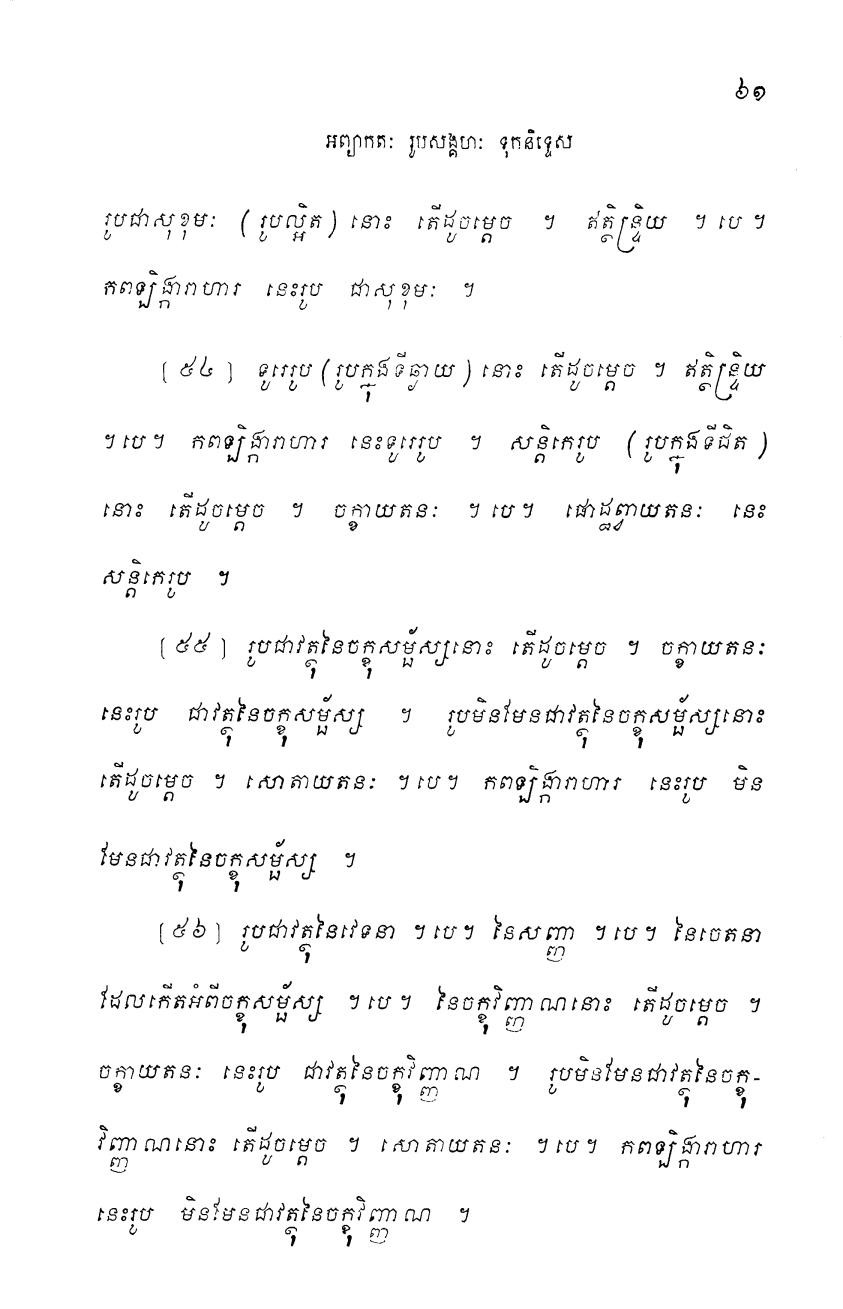 ៦១
អព្យាកតៈ រូបសង្គហៈ ទុកនិទ្ទេស
រូបជាសុខុមៈ (រូបល្អិត) នោះ តើដូចម្តេច ។ ឥត្ថិន្ទ្រិយ ។ បេ ។
កពឡិង្ការាហារ នេះរូប ជាសុខុមៈ ។
[ ៥៤ ] ទូរេរូប (រូបក្នុងទីឆ្ងាយ ) នោះ តើដូចម្តេច ។ ឥត្ថិន្ទ្រិយ
។ បេ ។ កពឡិង្ការាហារ នេះទូរេរូប ។ សន្តិកេរូប (រូបក្នុងទីជិត )
នោះ តើដូចម្តេច ។ ចក្ខាយតនៈ ។ បេ ។ ផោដ្ឋព្វាយតនៈ នេះ
សន្តិកេរូប ។
[ ៥៥ ] រូបជាវត្ថុនៃចក្ខុសម្ផ័ស្សនោះ តើដូចម្តេច ។ ចក្ខាយតនៈ
នេះរូប ជាវត្ថុនៃចក្ខុសម្ផ័ស្ស ។ រូបមិនមែនជាវត្ថុនៃចក្ខុសម្ផ័ស្សនោះ
តើដូចម្តេច ។ សោតាយតនៈ ។ បេ ។ កពឡិង្ការាហារ នេះរូប មិន
មែនជាវត្ថុនៃចក្ខុសម្ផ័ស្ស ។
[ ៥៦ ] រូបជាវត្ថុនៃវេទនា ។ បេ ។ នៃសញ្ញា ។ បេ ។ នៃចេតនា
ដែលកើតអំពីចក្ខុសម្ផ័ស្ស ។ បេ ។ នៃចក្ខុវិញ្ញាណនោះ តើដូចម្តេច ។
ចក្ខាយតនៈ នេះរូប ជាវត្ថុនៃចក្ខុវិញ្ញាណ ។ រូបមិនមែនជាវត្ថុនៃចក្ខុ-
វិញ្ញាណនោះ តើដូចម្តេច ។ សោតាយតនៈ ។ បេ ។ កពឡិង្ការាហារ
នេះរូប មិនមែនជាវត្ថុនៃចក្ខុវិញ្ញាណ ។